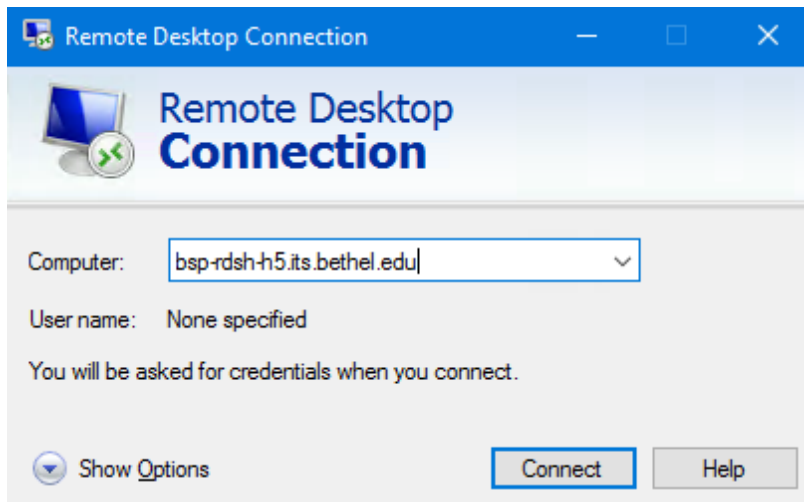 Remote Desktop Connection
Remote Desktop
Connection
Computer: bsp-rdsh-h5.its.bethel.edu
User name: None specified
You will be asked for credentials when you connect.
Show Options Connect Help